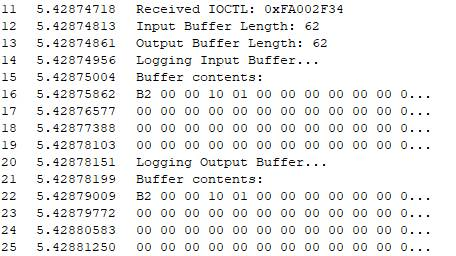 11 5.42874718 Received IOCTL: 0xFA002F34
12 5.42874813 Input Buffer Length: 62
13 5.42874861 Output Buffer Length: 62
14 5.42874956 Logging Input Buffer...
15 5.42875004 Buffer contents:
16 5.42875862 B2 00 00 10 01 00 00 00 00 00 00 0...
17 5.42876577 00 00 00 00 00 00 00 00 00 00 00 0...
18 5.42877388 00 00 00 00 00 00 00 00 00 00 00 0...
19 5.42878103 00 00 00 00 00 00 00 00 00 00 00 0...
20 5.42878151 Logging Output Buffer...
21 5.42878199 Buffer contents:
22 5.42879009 B2 00 00 10 01 00 00 00 00 00 00 0...
23 5.42879772 00 00 00 00 00 00 00 00 00 00 00 0...
24 5.42880583 00 00 00 00 00 00 00 00 00 00 00 0...
25 5.42881250 00 00 00 00 00 00 00 00 00 00 00 0...